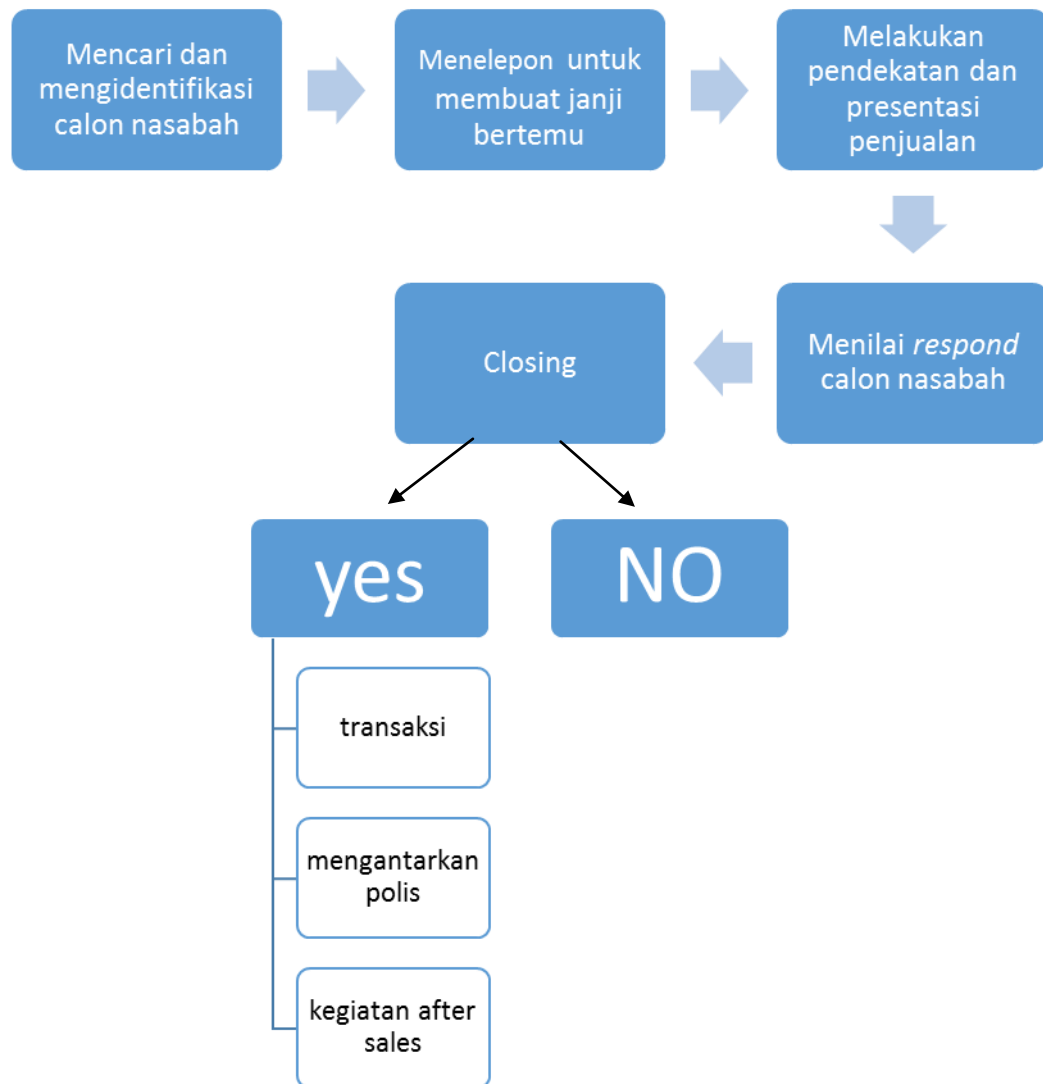 Mencari dan
mengidentifikasi
calon nasabah
Menelepon untuk
membuat janji
bertemu
Melakukan
pendekatan dan
presentasi
penjualan
Menilai respond
calon nasabah
Closing
yes
NO
transaksi
mengantarkan
polis
kegiatan after
sales